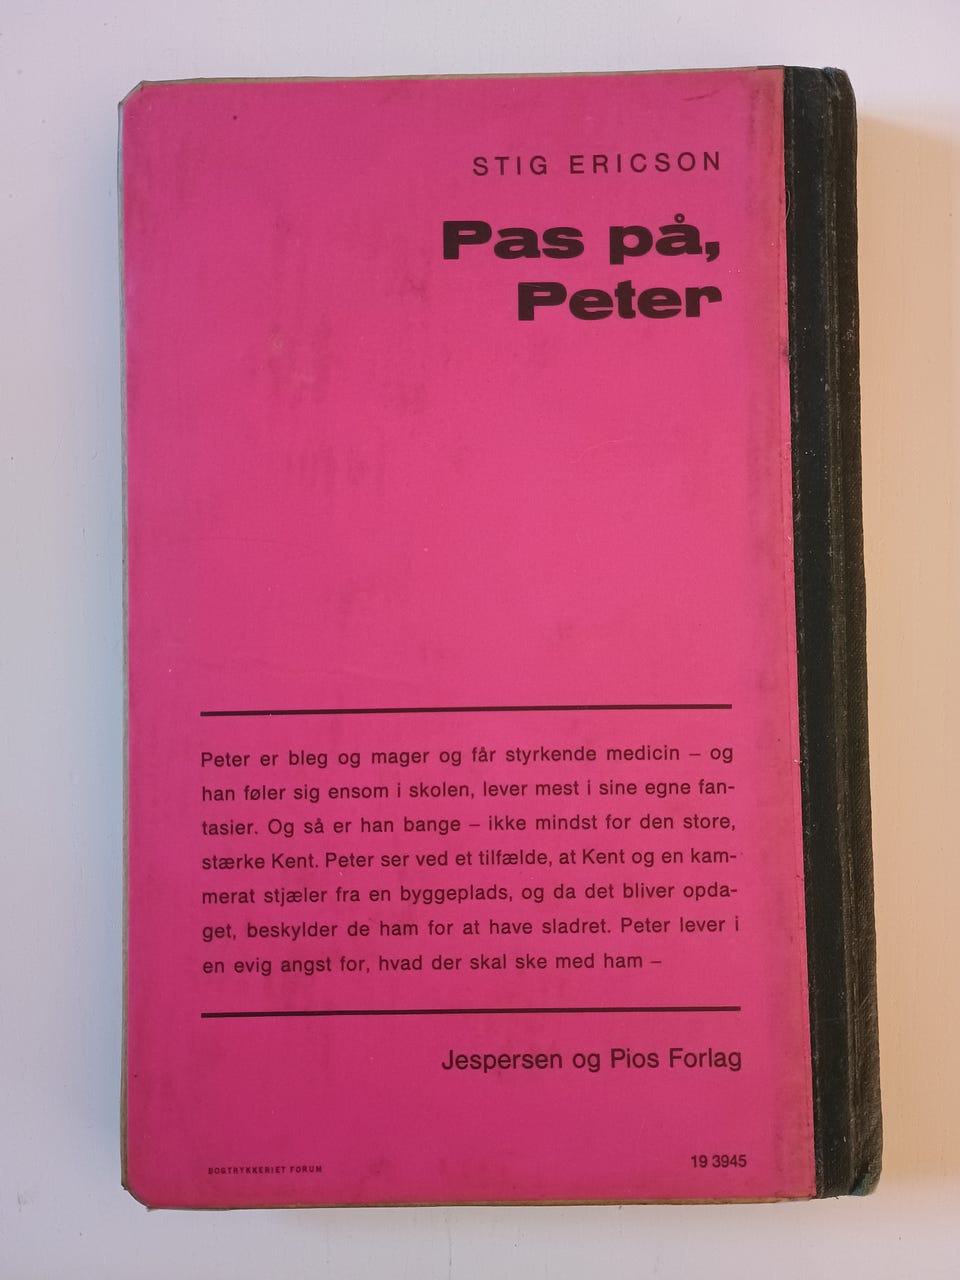 STIG ERICSON
Pas på,
Peter
Peter er bleg og mager og får styrkende medicin – og
han føler sig ensom i skolen, lever mest i sine egne fan-
tasier. Og så er han bange – ikke mindst for den store,
stærke Kent. Peter ser ved et tilfælde, at Kent og en kam-
merat stjæler fra en byggeplads, og da det bliver opda-
get, beskylder de ham for at have sladret. Peter lever i
en evig angst for, hvad der skal ske med ham –
Jespersen og Pios Forlag
BOGTRYKKERIET FORUM
19 3945